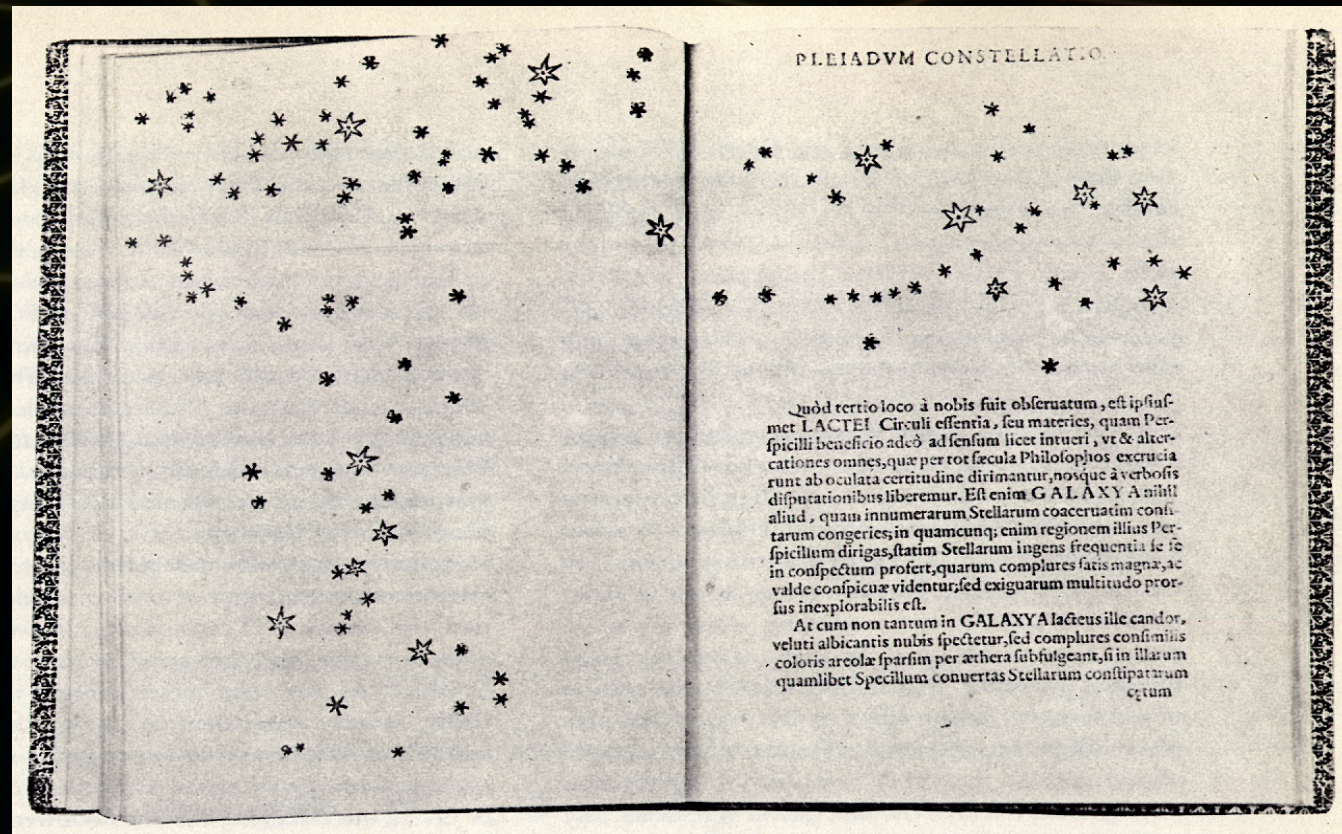 PLEIADVM CONSTELLATIO.
Quòd tertio loco à nobis fuit obſeruatum, eſt ipſiuſ-
met LACTEI Circuli eſſentia, ſeu materies, quam Per-
ſpicilli beneficio adeò ad ſenſum licet intueri, vt & alter-
cationes omnes, quæ per tot ſæcula Philoſophos excrucia
runt ab oculata certitudine dirimantur, nosque à verboſis
diſputationibus liberemur. Eſt enim GALAXYA nihil
aliud, quam innumerarum Stellarum coaceruatim conſi-
tarum congeries; in quamcunq; enim regionem illius Per-
ſpicillum dirigas, ſtatim Stellarum ingens frequentia ſe ſe
in conſpectum profert, quarum complures ſatis magnæ, ac
valde conſpicuæ videntur; ſed exiguarum multitudo pror-
ſus inexplorabilis eſt.
At cum non tantum in GALAXYA lacteus ille candor,
veluti albicantis nubis ſpectetur, ſed complures conſimilis
coloris areolæ ſparſim per æthera ſubfulgeant, ſi in illarum
quamlibet Specillum conuertas Stellarum conſtipatarum
cętum